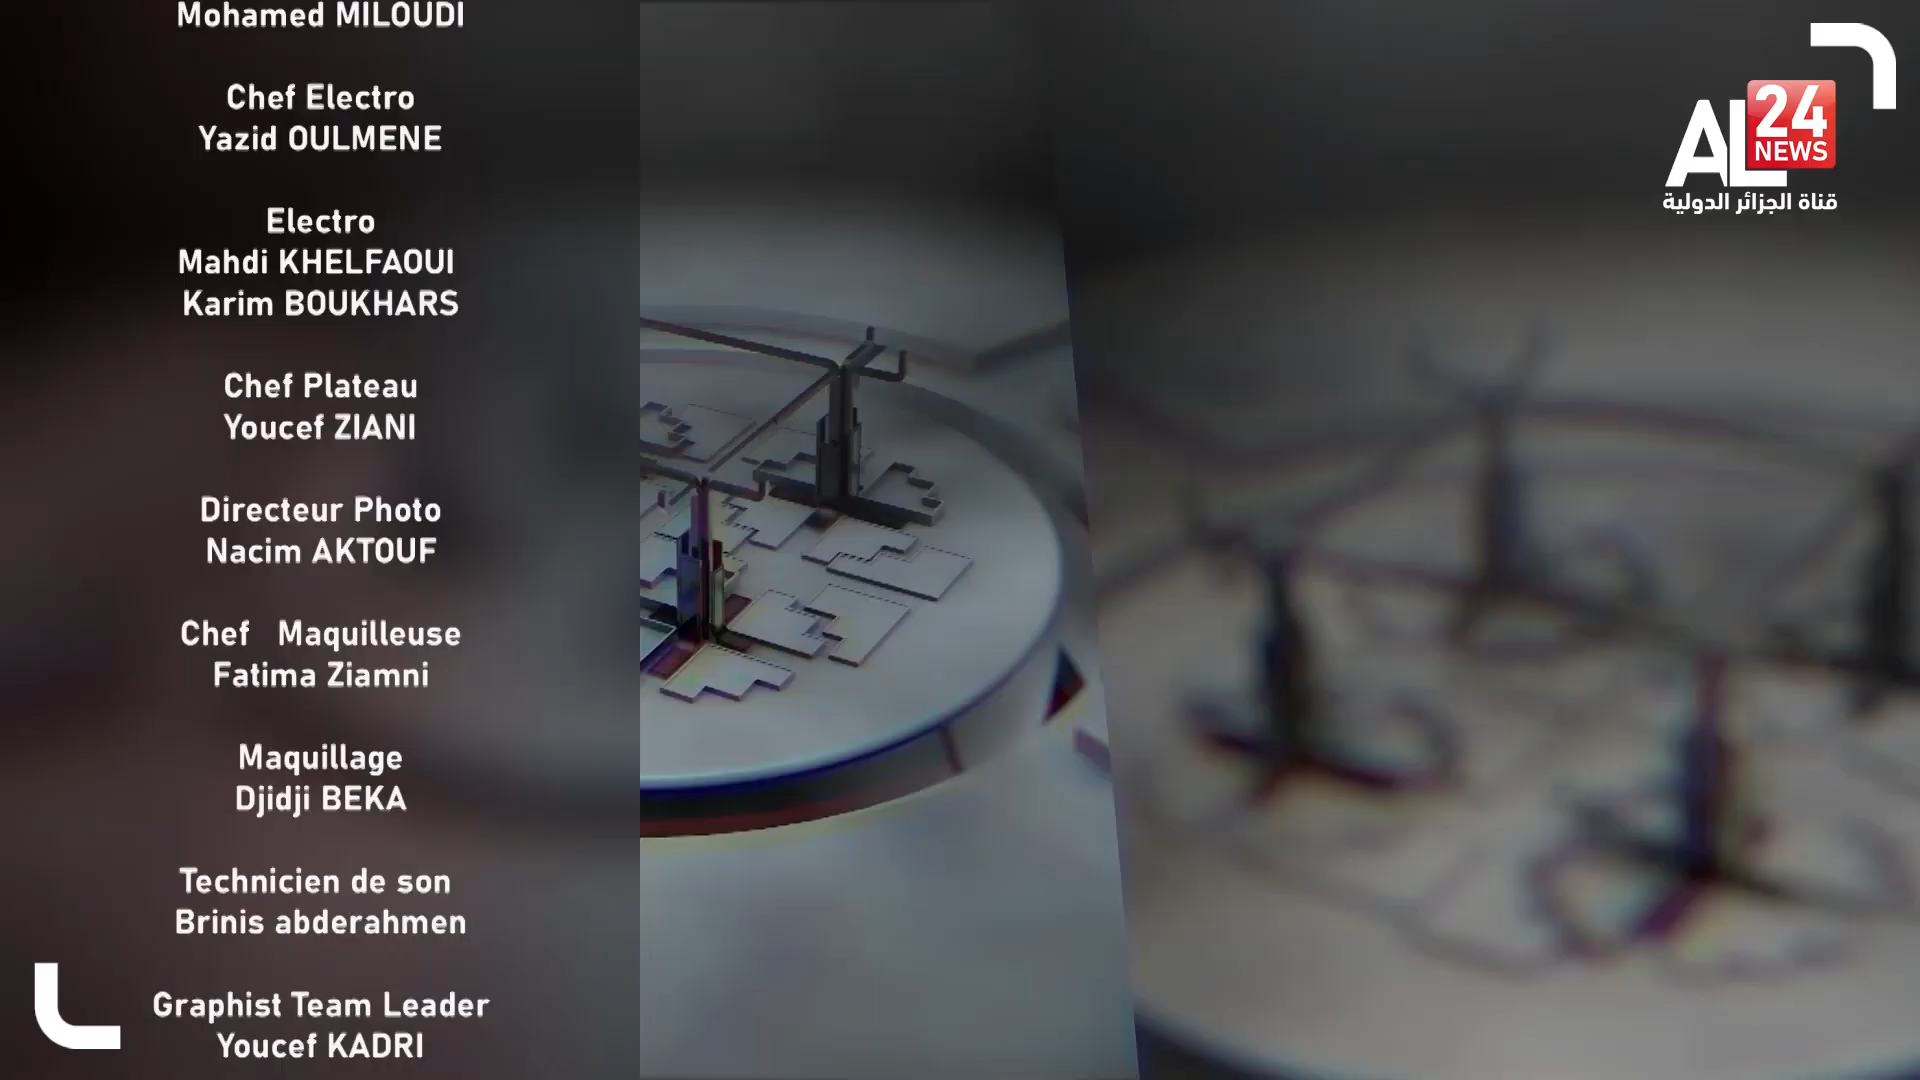 Mohamed MILOUDI
Chef Electro
Yazid OULMENE
Electro
Mahdi KHELFAOUI
Karim BOUKHARS
Chef Plateau
Youcef ZIANI
Directeur Photo
Nacim AKTOUF
Chef Maquilleuse
Fatima Ziamni
Maquillage
Djidji BEKA
Technicien de son
Brinis abderahmen
Graphist Team Leader
Youcef KADRI
AL
24
NEWS
قناة الجزائر الدولية